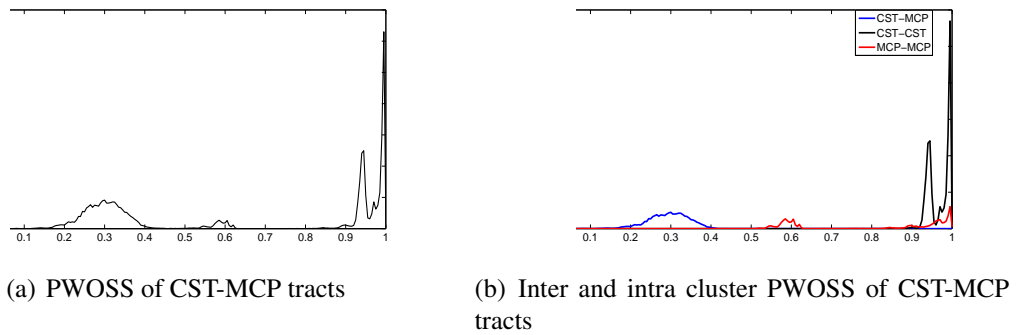 CST-MCP
CST-CST
MCP-MCP
0.1 0.2 0.3 0.4 0.5 0.6 0.7 0.8 0.9 1
0.1 0.2 0.3 0.4 0.5 0.6 0.7 0.8 0.9 1
(a) PWOSS of CST-MCP tracts
(b) Inter and intra cluster PWOSS of CST-MCP
tracts